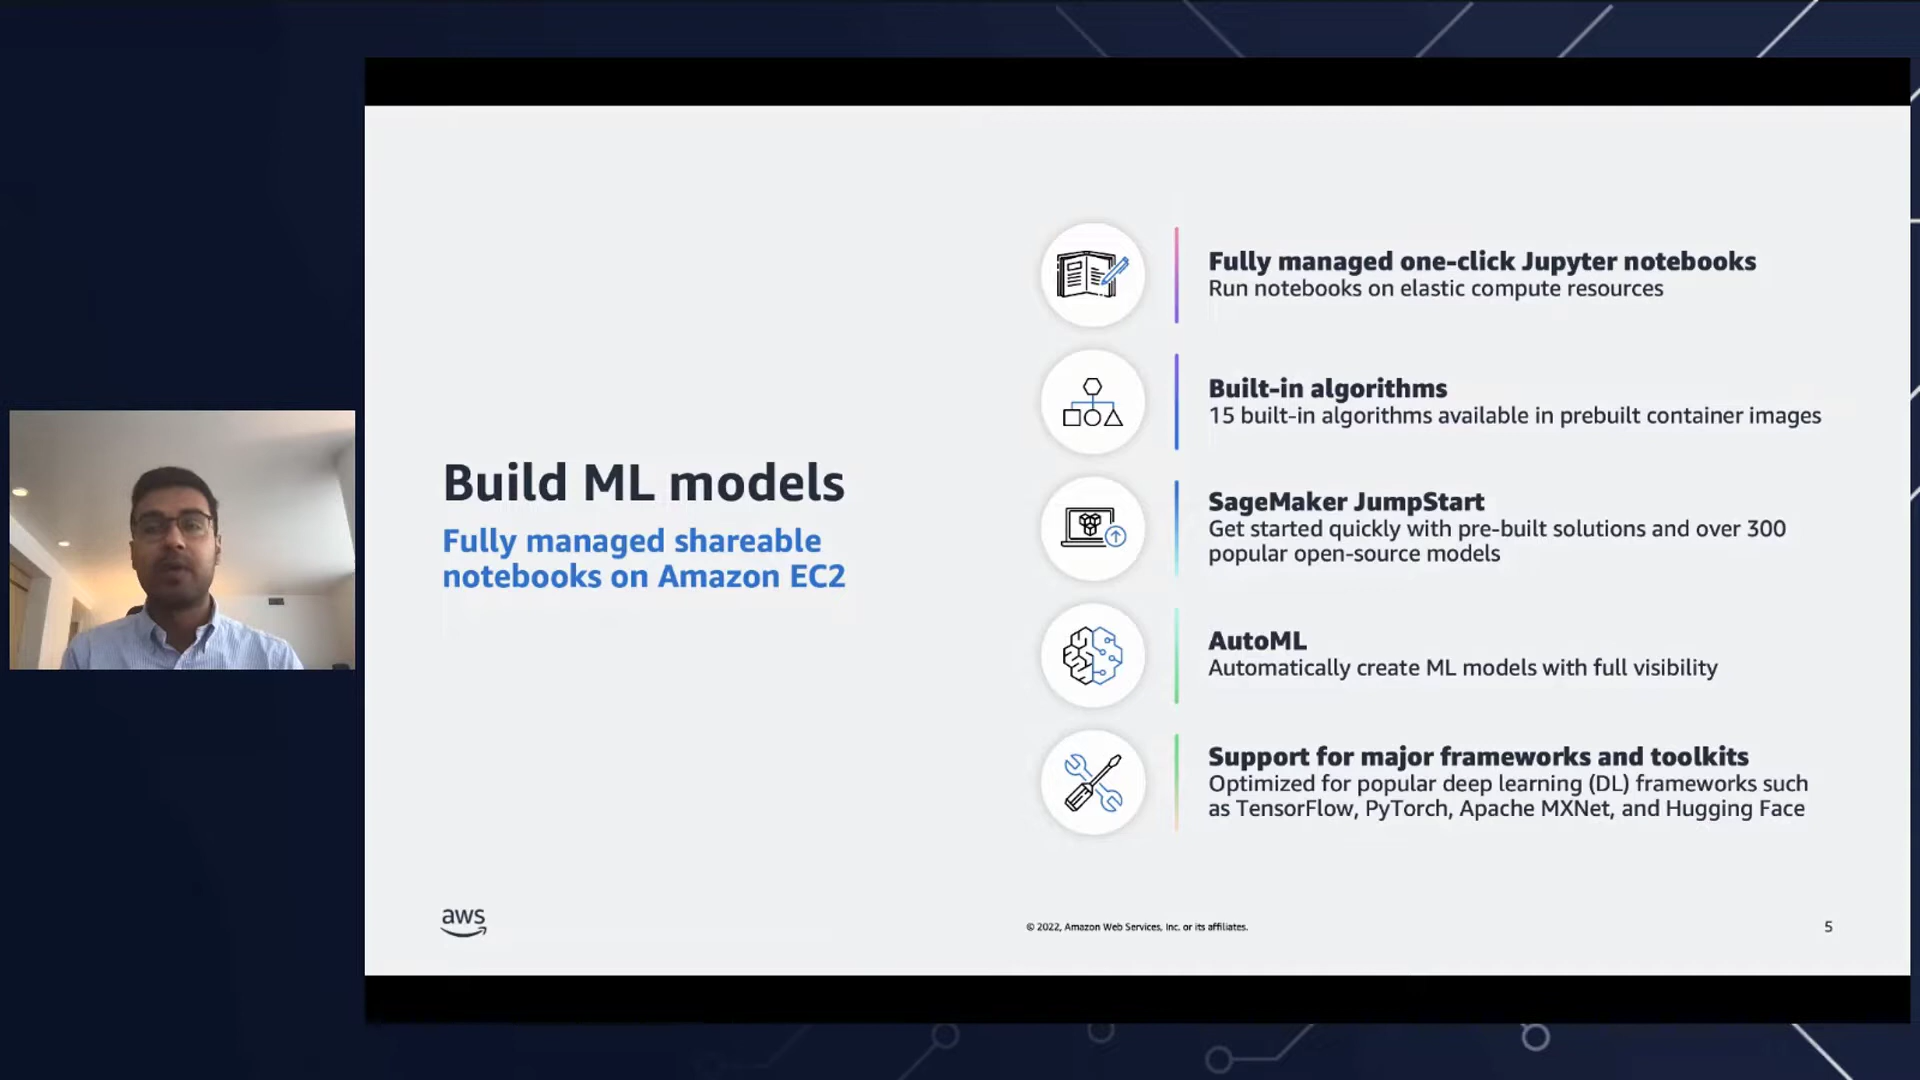 Build ML models
Fully managed shareable
notebooks on Amazon EC2
Fully managed one-click Jupyter notebooks
Run notebooks on elastic compute resources
Built-in algorithms
15 built-in algorithms available in prebuilt container images
SageMaker JumpStart
Get started quickly with pre-built solutions and over 300
popular open-source models
AutoML
Automatically create ML models with full visibility
Support for major frameworks and toolkits
Optimized for popular deep learning (DL) frameworks such
as TensorFlow, PyTorch, Apache MXNet, and Hugging Face
aws
© 2022, Amazon Web Services, Inc. or its affiliates.
5